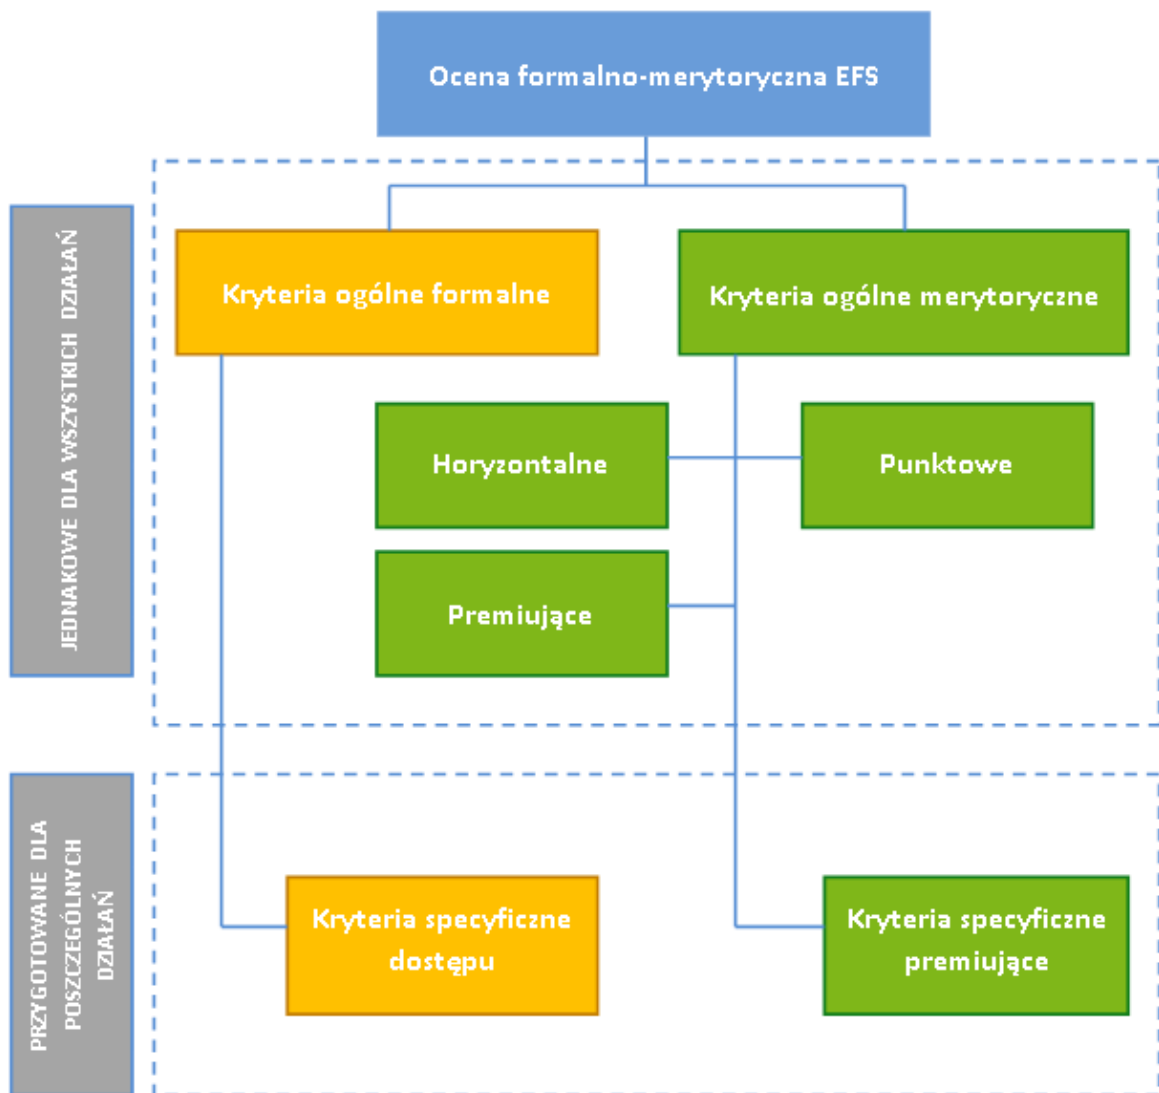 Ocena formalno-merytoryczna EFS
JEDNAKOWE DLA WSZYSTKICH DZIAŁAŃ
Kryteria ogólne formalne
Kryteria ogólne merytoryczne
Horyzontalne
Punktowe
Premiujące
PRZYGOTOWANE DLA
POSZCZEGÓLNYCH
DZIAŁAŃ
Kryteria specyficzne
dostępu
Kryteria specyficzne
premiujące